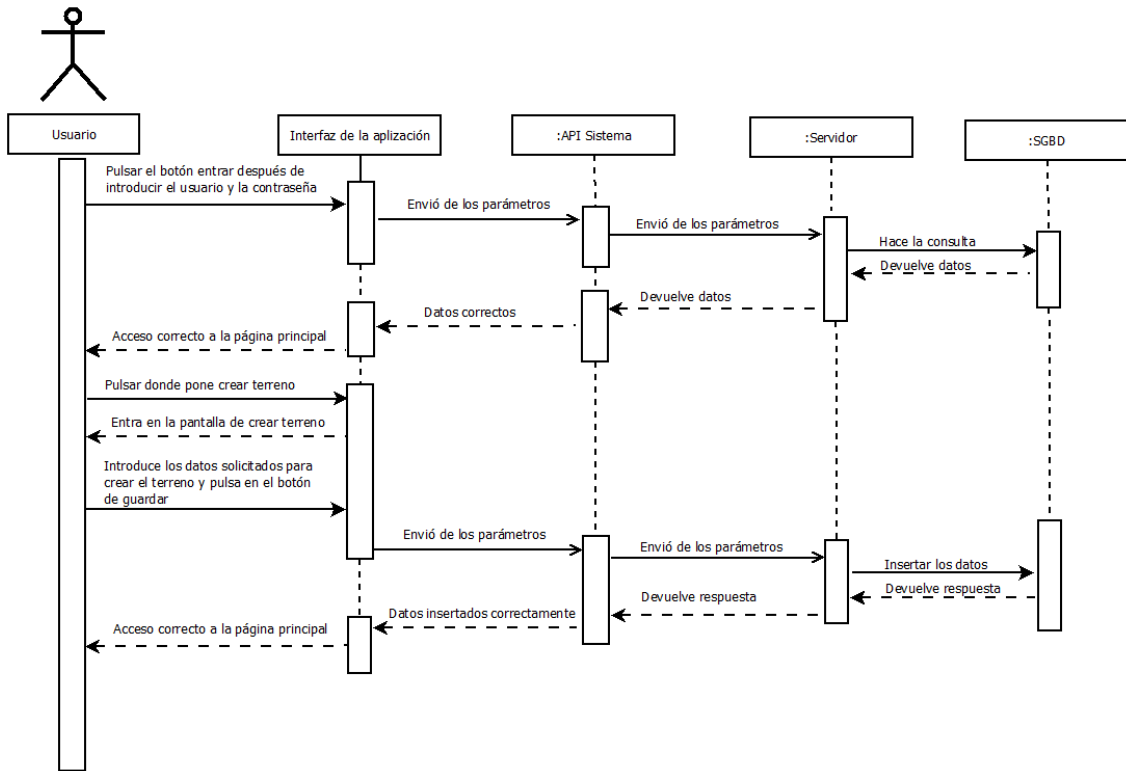 Usuario
Interfaz de la aplización
:API Sistema
:Servidor
:SGBD
Pulsar el botón entrar después de
introducir el usuario y la contraseña
Envió de los parámetros
Envió de los parámetros
Hace la consulta
Devuelve datos
Devuelve datos
Datos correctos
Acceso correcto a la página principal
Pulsar donde pone crear terreno
Entra en la pantalla de crear terreno
Introduce los datos solicitados para
crear el terreno y pulsa en el botón
de guardar
Envió de los parámetros
Envió de los parámetros
Insertar los datos
Devuelve respuesta
Devuelve respuesta
Datos insertados correctamente
Acceso correcto a la página principal